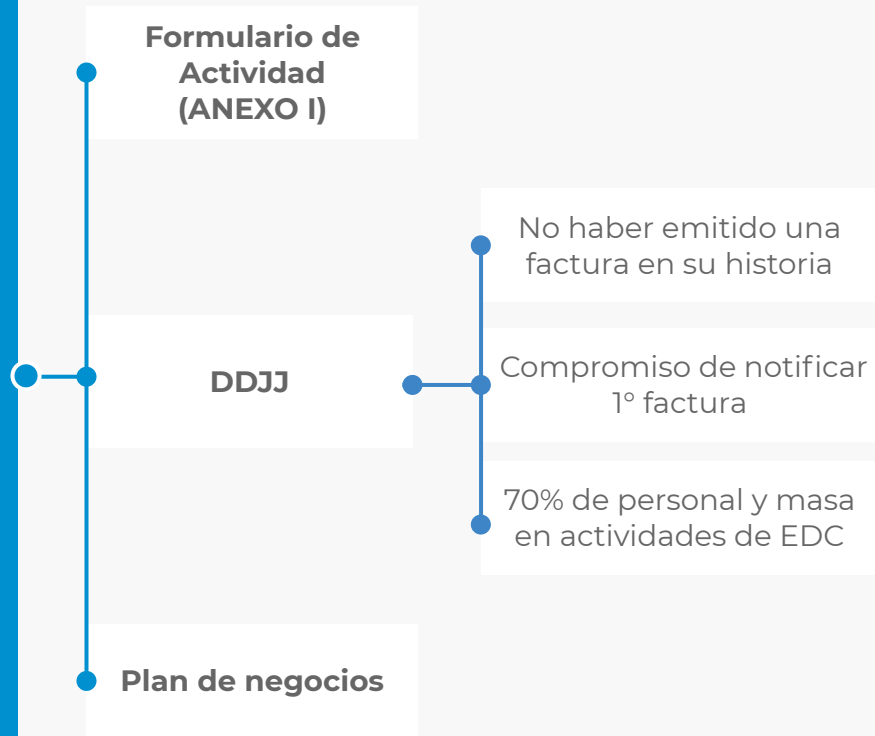 Formulario de
Actividad
(ANEXO I)
No haber emitido una
factura en su historia
DDJJ
Compromiso de notificar
1° factura
70% de personal y masa
en actividades de EDC
Plan de negocios